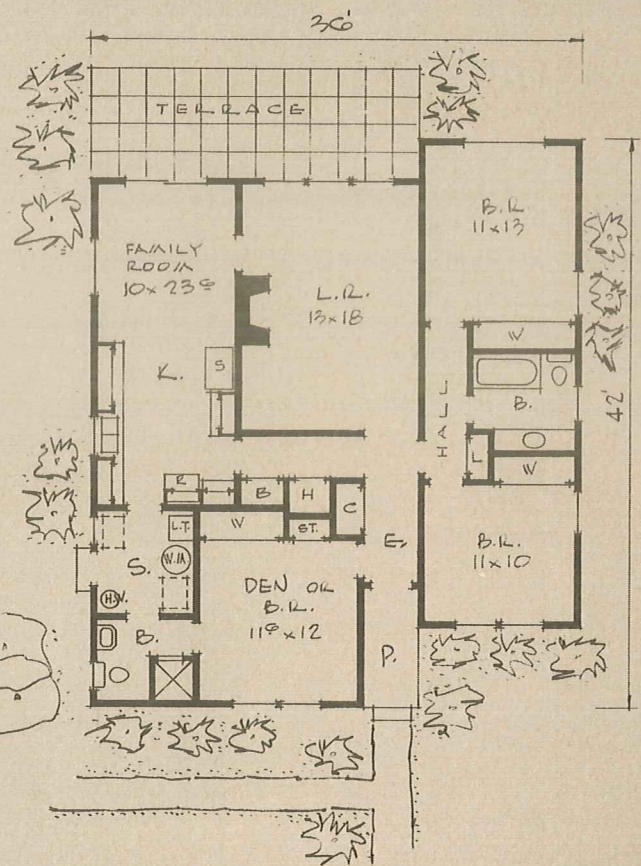 36'
TERRACE
B.R.
11x13
FAMILY
ROOM
10x23⁶
L.R.
13x18
W
S
K.
B.
HALL
42'
L
W
R
B
H
C
L.T.
W
ST.
E.
B.R.
11x10
S.
W.M
DEN OR
B.R.
11⁶x12
H.W.
B.
P.